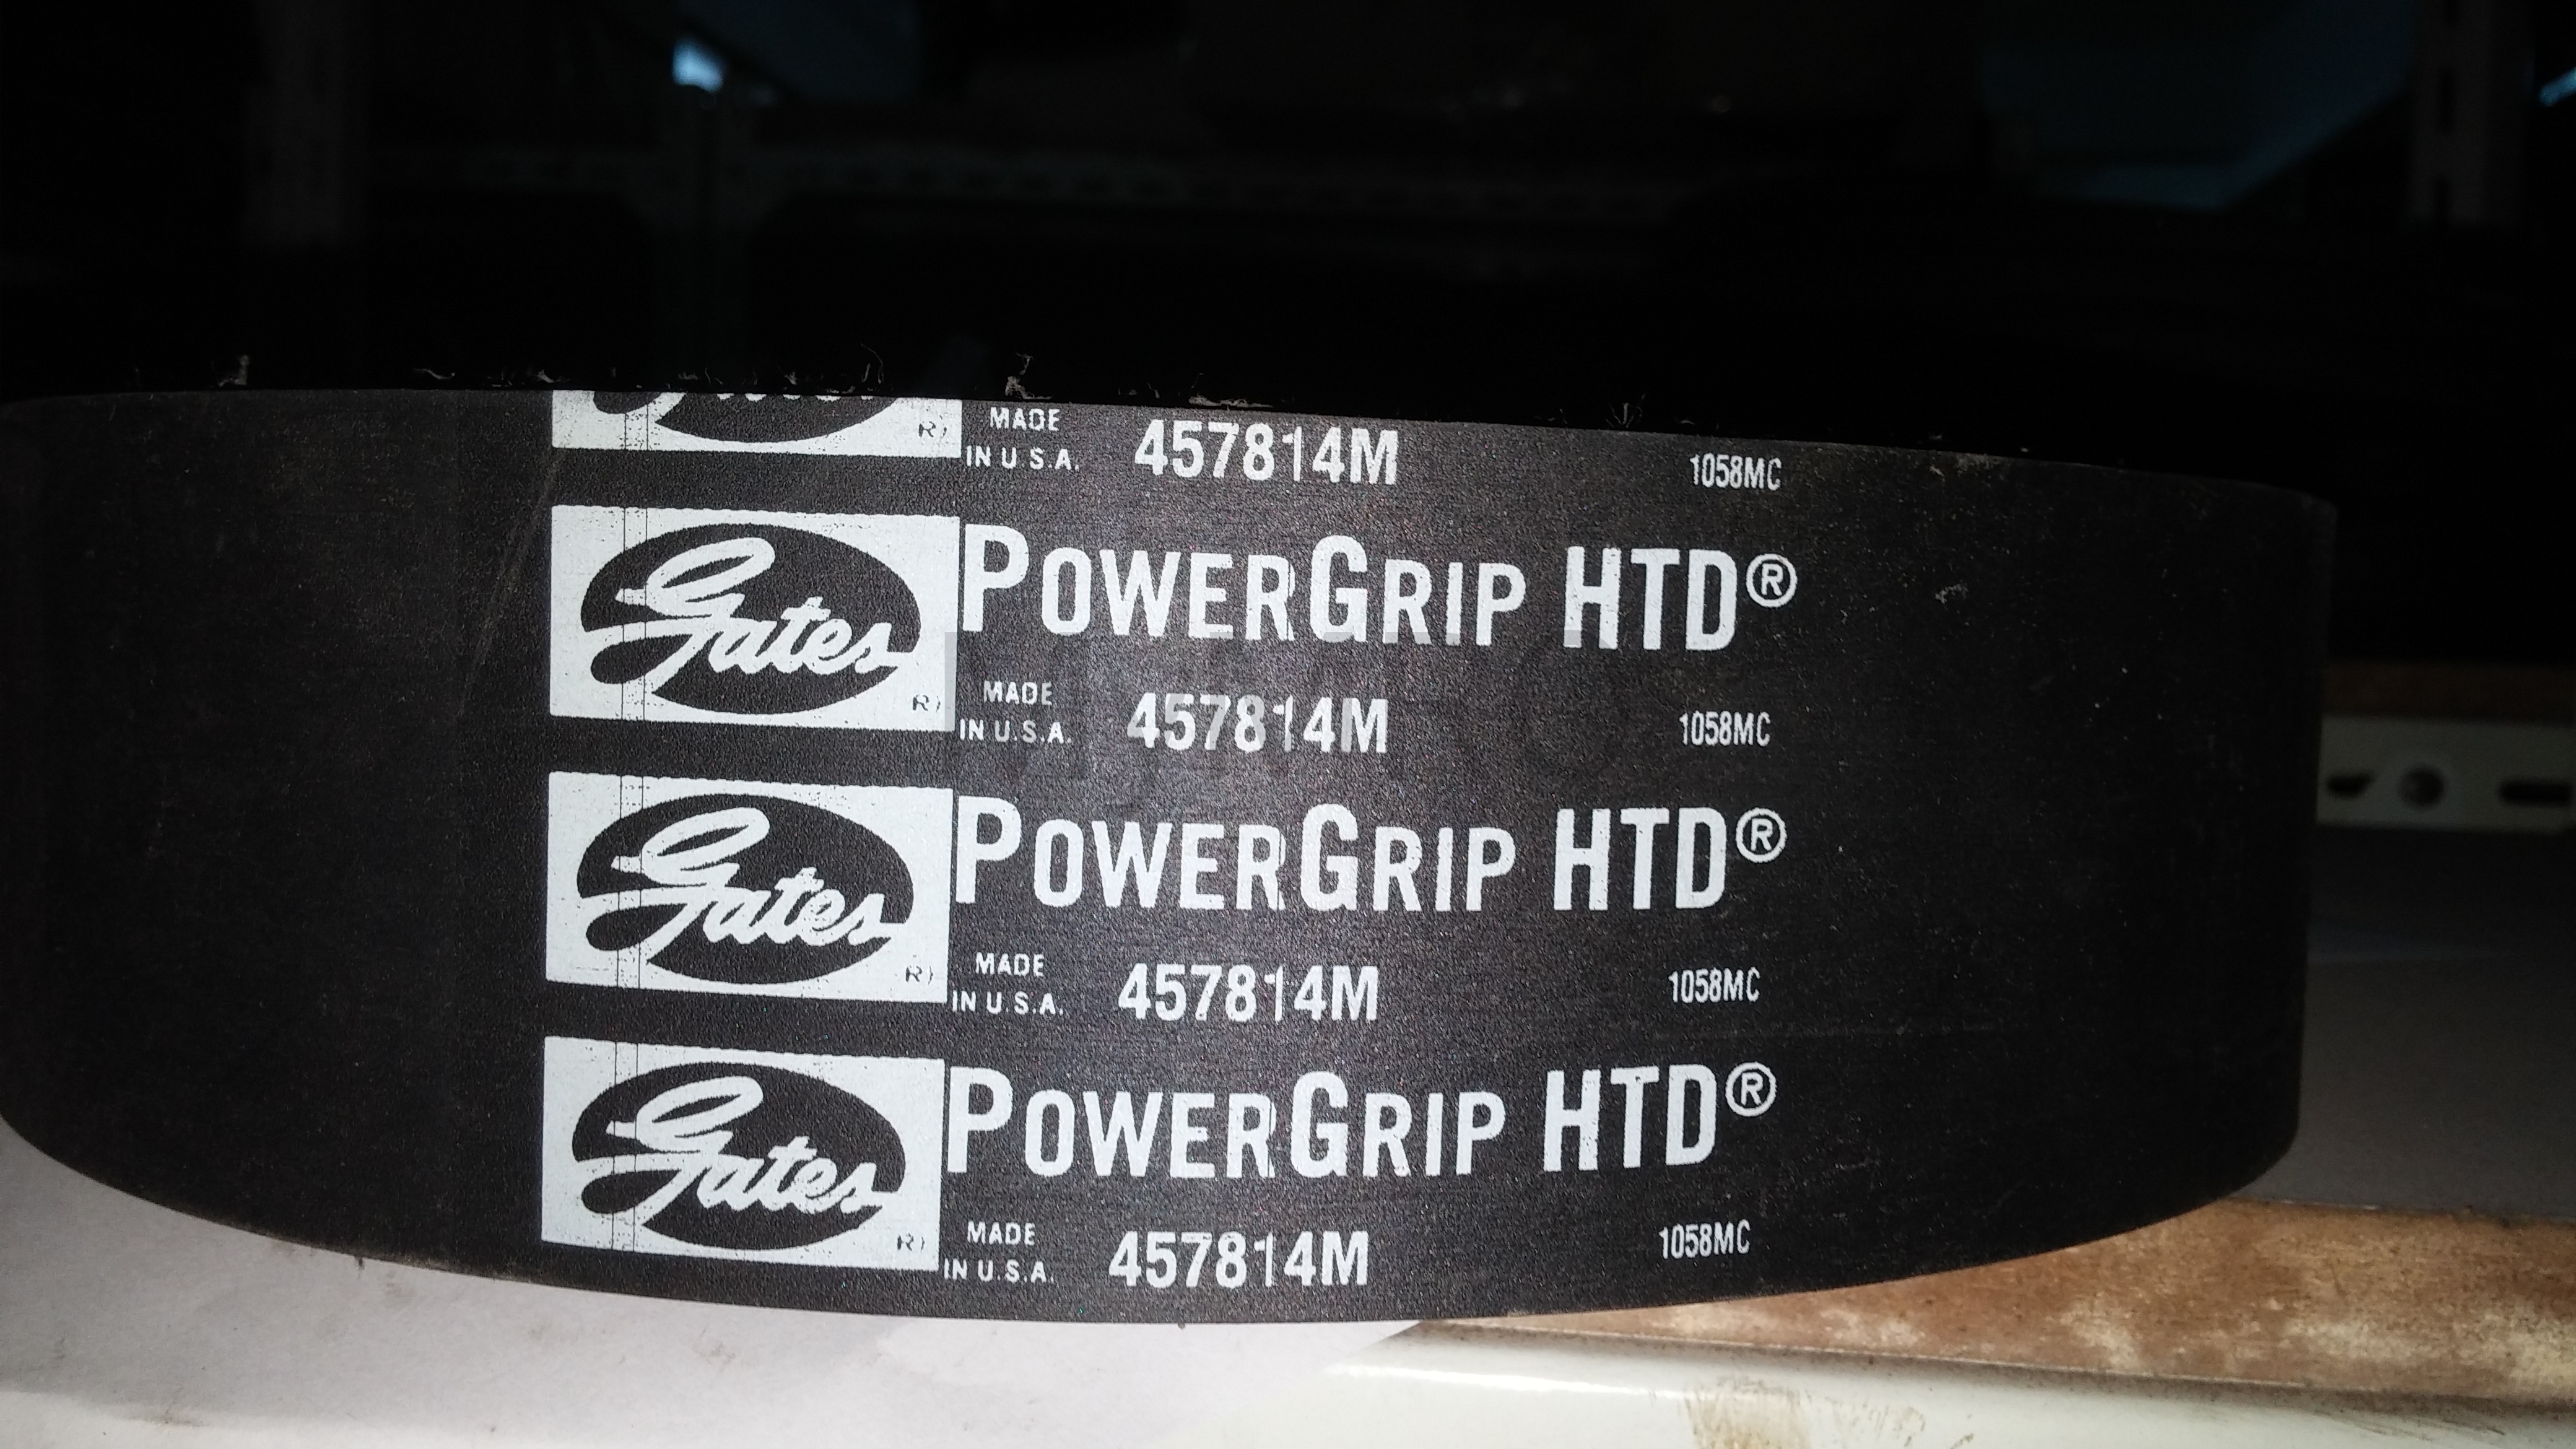 MADE
IN U.S.A. 457814M 1058MC
Gates PowerGrip HTD®
R)
MADE
IN U.S.A. 457814M 1058MC
Gates PowerGrip HTD®
R)
MADE
IN U.S.A. 457814M 1058MC
Gates PowerGrip HTD®
R)
MADE
IN U.S.A. 457814M 1058MC